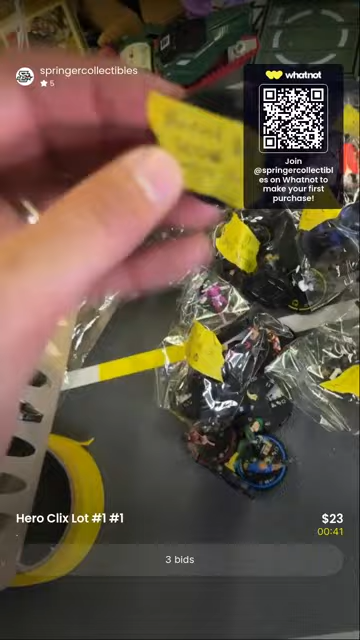 springercollectibles
★ 5
whatnot
Join
@springercollectibl
es on Whatnot to
make your first
purchase!
Hero Clix Lot #1 #1
$23
00:41
3 bids